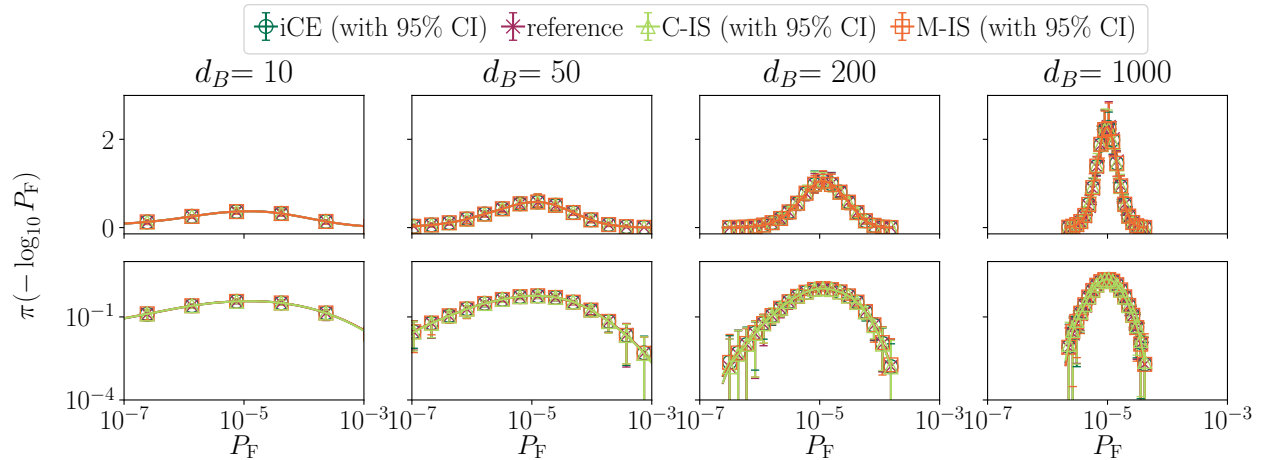 iCE (with 95% CI) reference C-IS (with 95% CI) M-IS (with 95% CI)
d_B= 10 d_B= 50 d_B= 200 d_B= 1000
π(− log₁₀ P_F)
2
0
10⁻¹
10⁻⁴
10⁻⁷ 10⁻⁵ 10⁻³ 10⁻⁷ 10⁻⁵ 10⁻³ 10⁻⁷ 10⁻⁵ 10⁻³ 10⁻⁷ 10⁻⁵ 10⁻³
P_F P_F P_F P_F